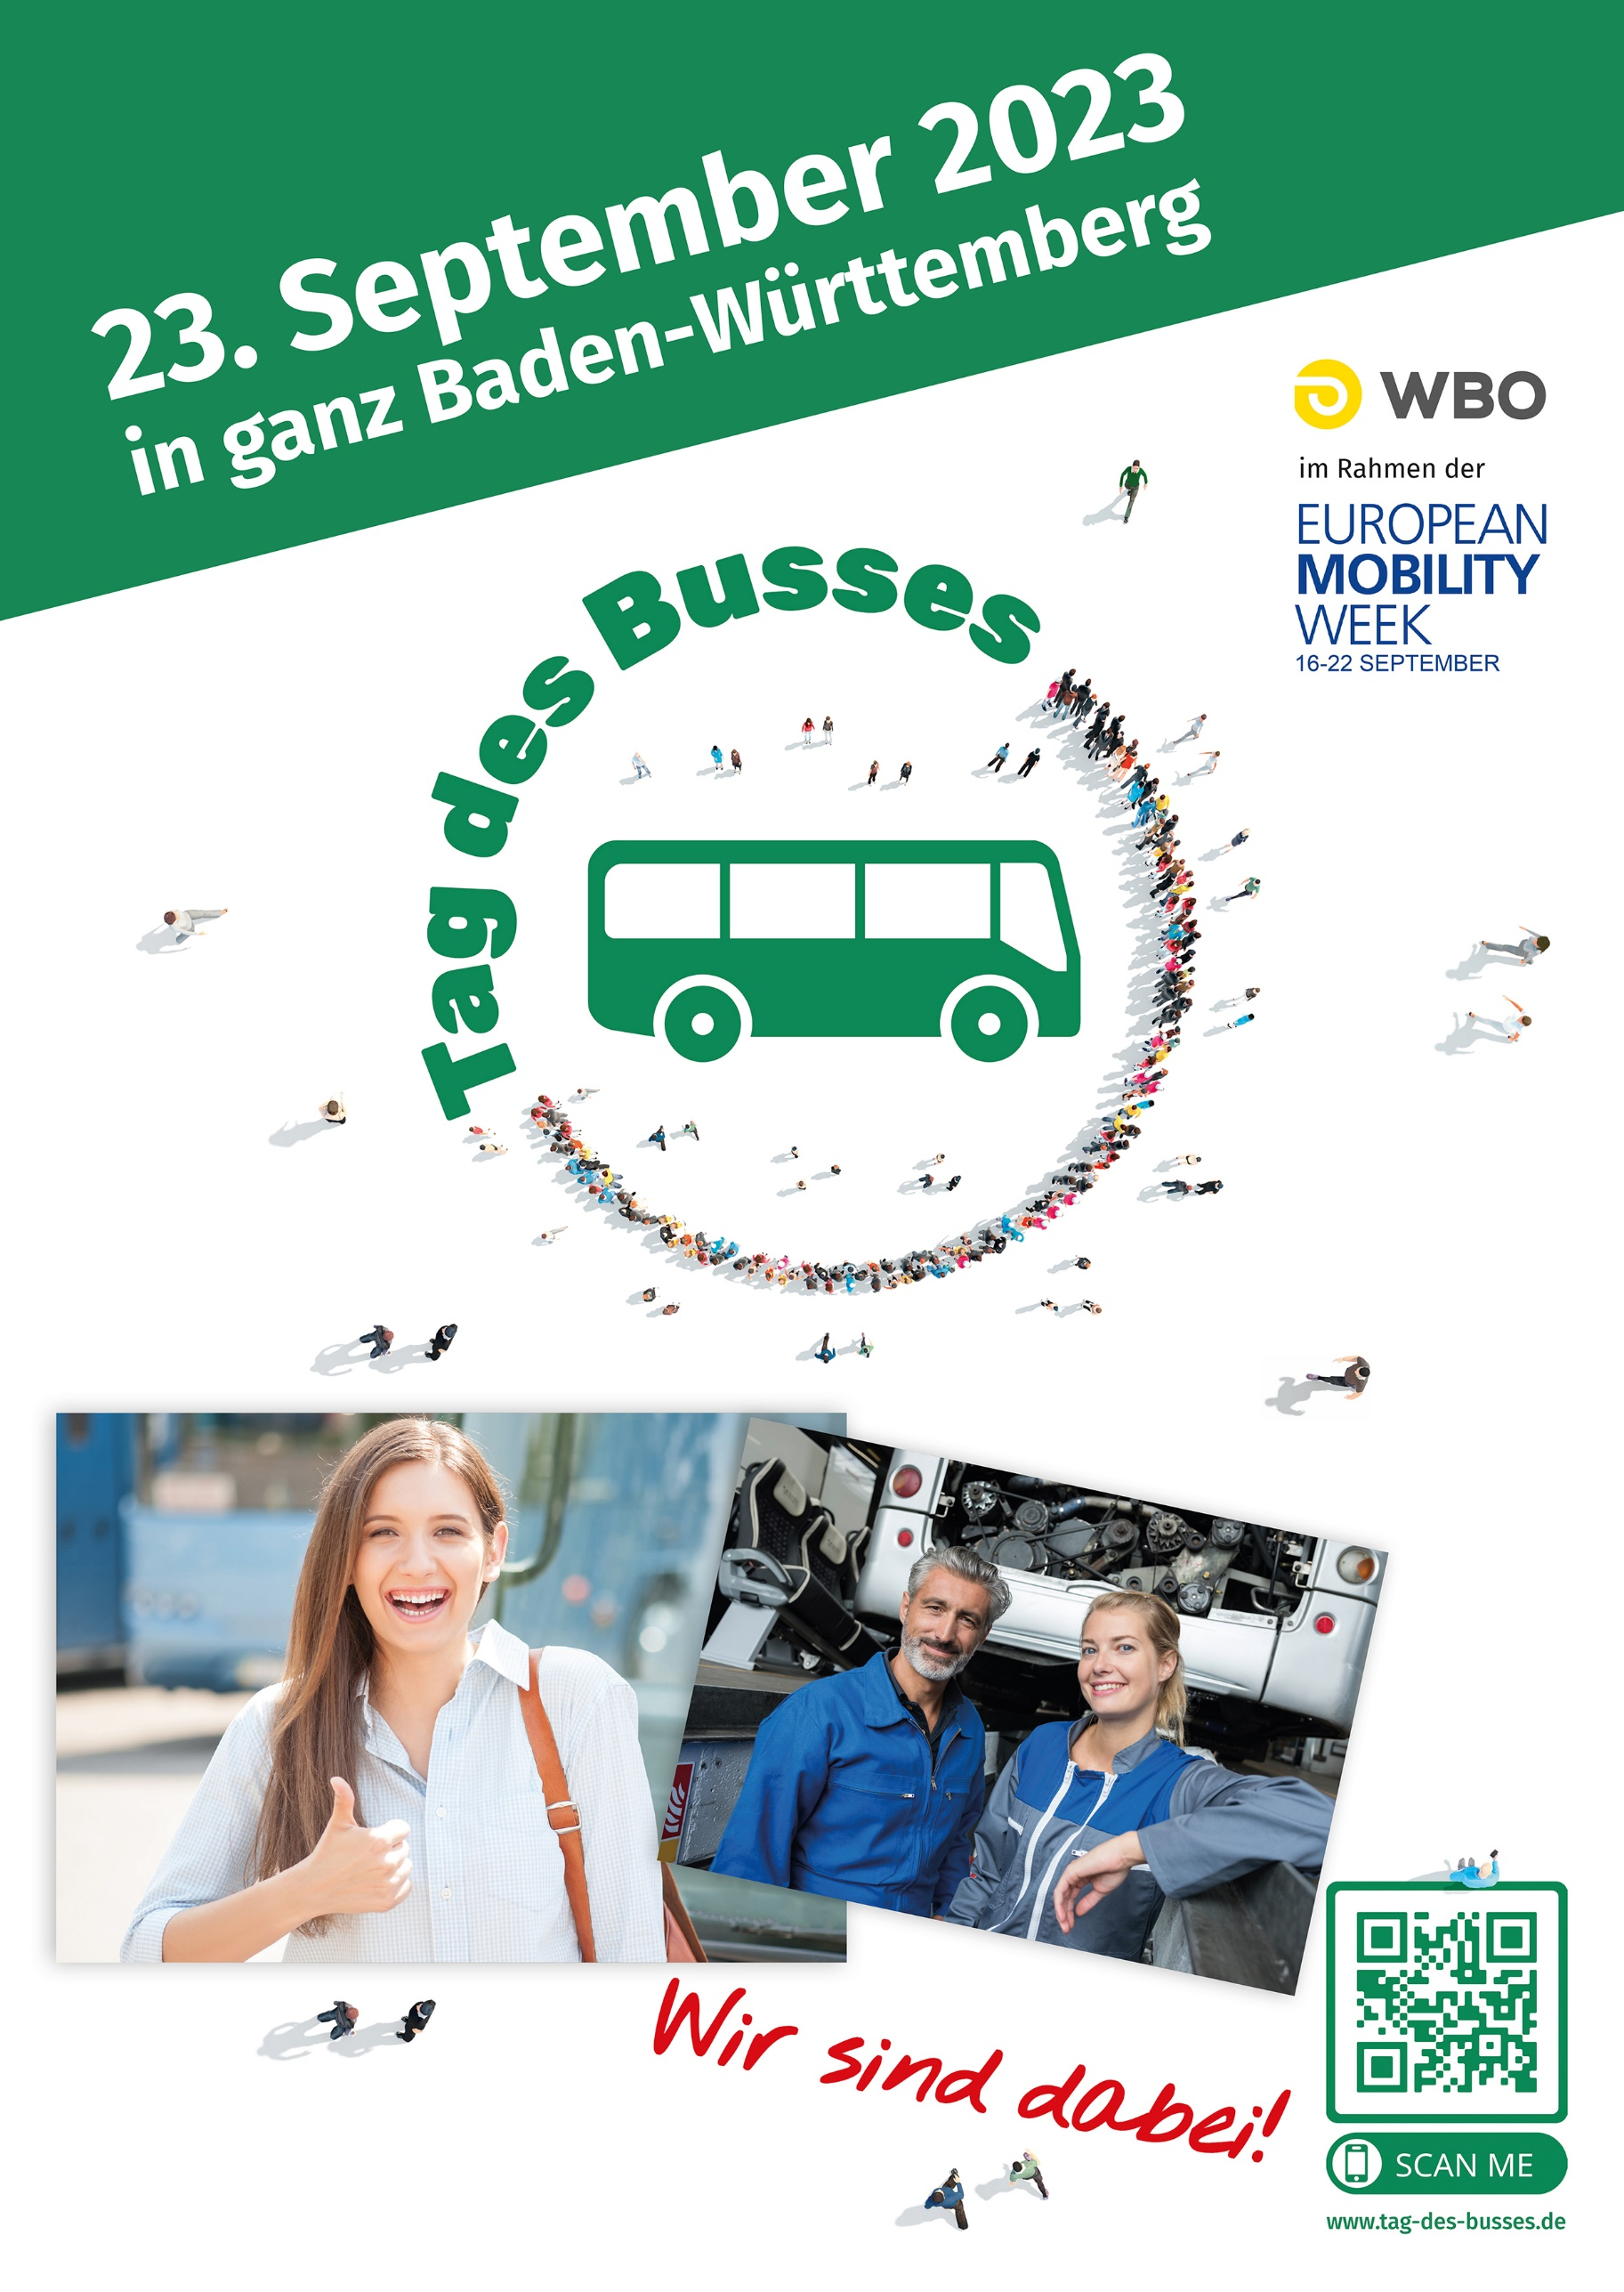 23. September 2023
in ganz Baden-Württemberg
WBO
im Rahmen der
EUROPEAN
MOBILITY
WEEK
16-22 SEPTEMBER
Tag des Busses
Wir sind dabei!
SCAN ME
www.tag-des-busses.de